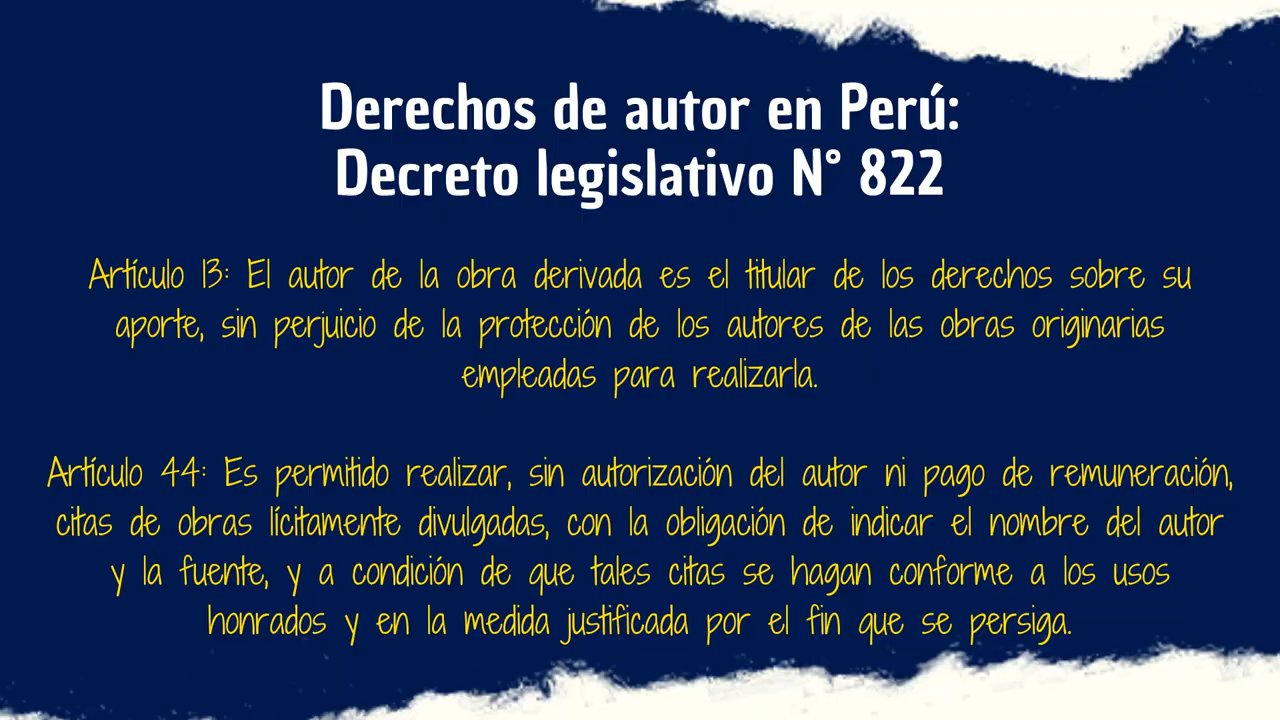 Derechos de autor en Perú:
Decreto legislativo N° 822
Artículo 13: El autor de la obra derivada es el titular de los derechos sobre su
aporte, sin perjuicio de la protección de los autores de las obras originarias
empleadas para realizarla.
Artículo 44: Es permitido realizar, sin autorización del autor ni pago de remuneración,
citas de obras lícitamente divulgadas, con la obligación de indicar el nombre del autor
y la fuente, y a condición de que tales citas se hagan conforme a los usos
honrados y en la medida justificada por el fin que se persiga.